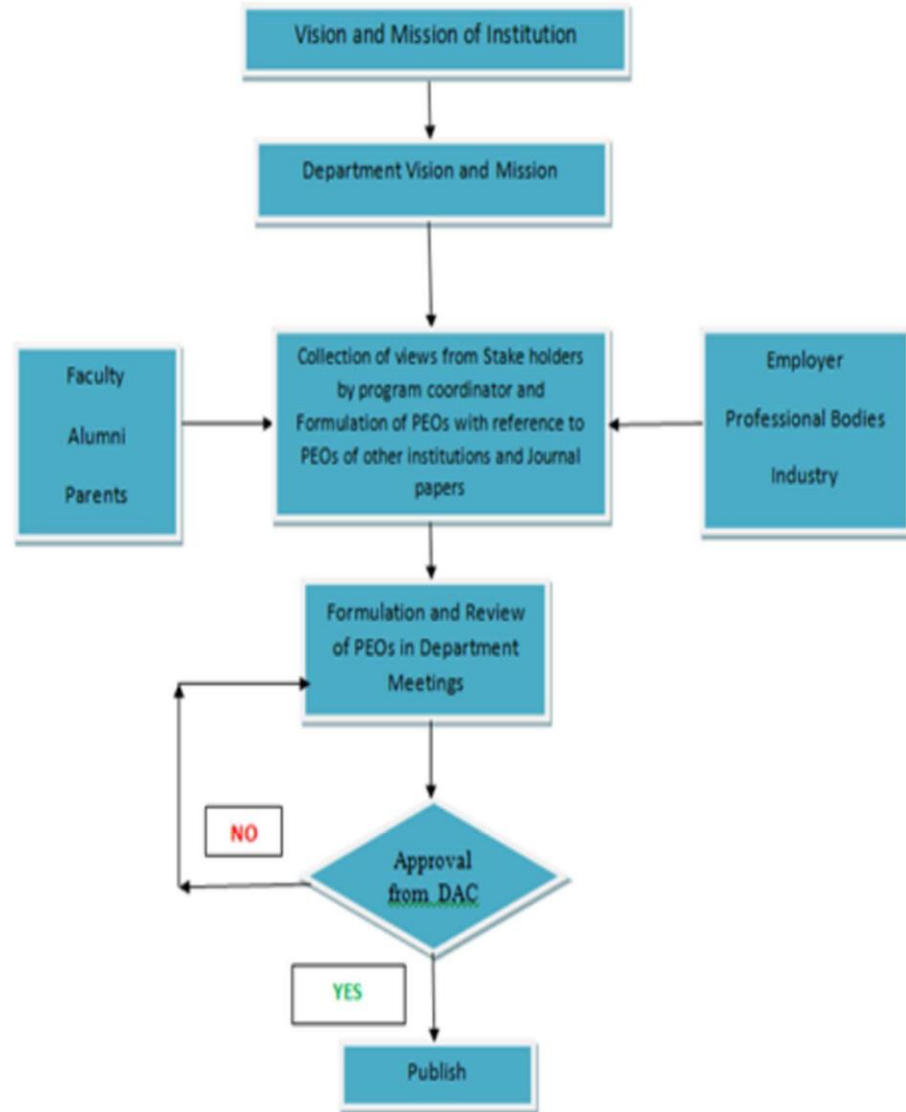 Vision and Mission of Institution
Department Vision and Mission
Faculty
Alumni
Parents
Collection of views from Stake holders
by program coordinator and
Formulation of PEOs with reference to
PEOs of other institutions and Journal
papers
Employer
Professional Bodies
Industry
Formulation and Review
of PEOs in Department
Meetings
NO
Approval
from DAC
YES
Publish